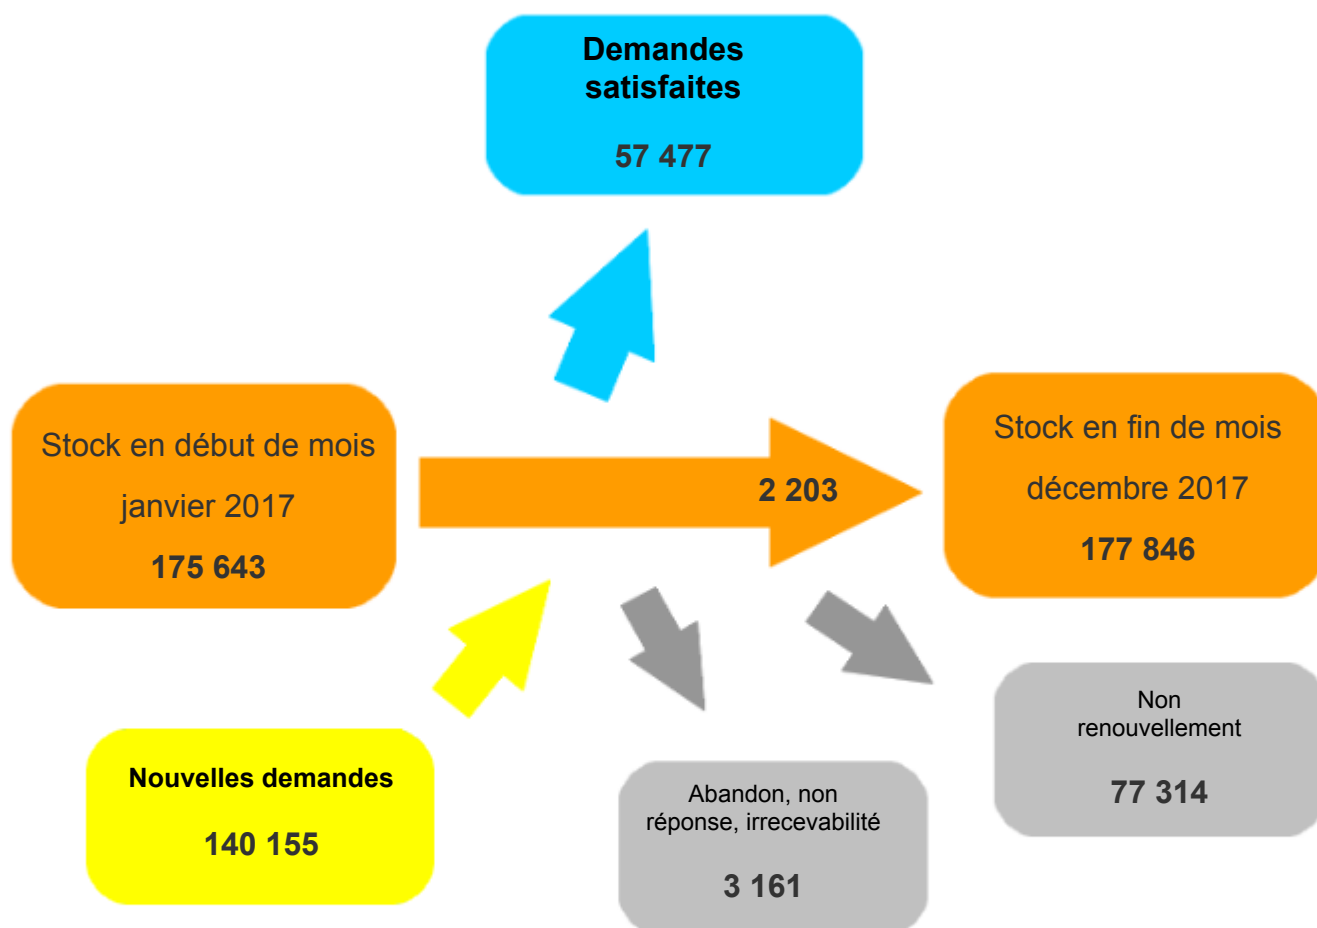 Demandes
satisfaites
57 477
Stock en début de mois
janvier 2017
175 643
2 203
Stock en fin de mois
décembre 2017
177 846
Nouvelles demandes
140 155
Abandon, non
réponse, irrecevabilité
3 161
Non
renouvellement
77 314